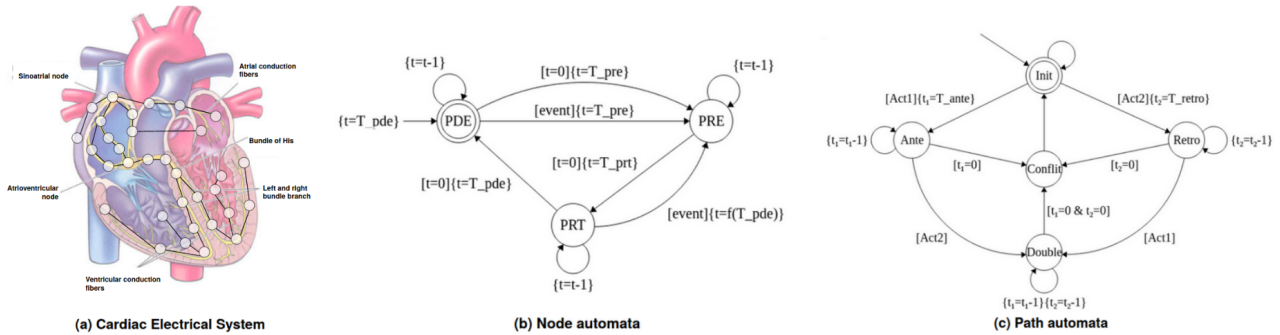 Sinoatrial node
Atrial conduction
fibers
Bundle of His
Atrioventricular
node
Left and right
bundle branch
Ventricular conduction
fibers
(a) Cardiac Electrical System
{t=t-1}
[t=0]{t=T_pre}
{t=t-1}
{t=T_pde}
PDE
[event]{t=T_pre}
PRE
[t=0]{t=T_prt}
[t=0]{t=T_pde}
[event]{t=f(T_pde)}
PRT
{t=t-1}
(b) Node automata
Init
[Act1]{t₁=T_ante}
[Act2]{t₂=T_retro}
{t₁=t₁-1}
Ante
Retro
{t₂=t₂-1}
[t₁=0]
[t₂=0]
Conflit
[t₁=0 & t₂=0]
[Act2]
[Act1]
Double
{t₁=t₁-1}{t₂=t₂-1}
(c) Path automata